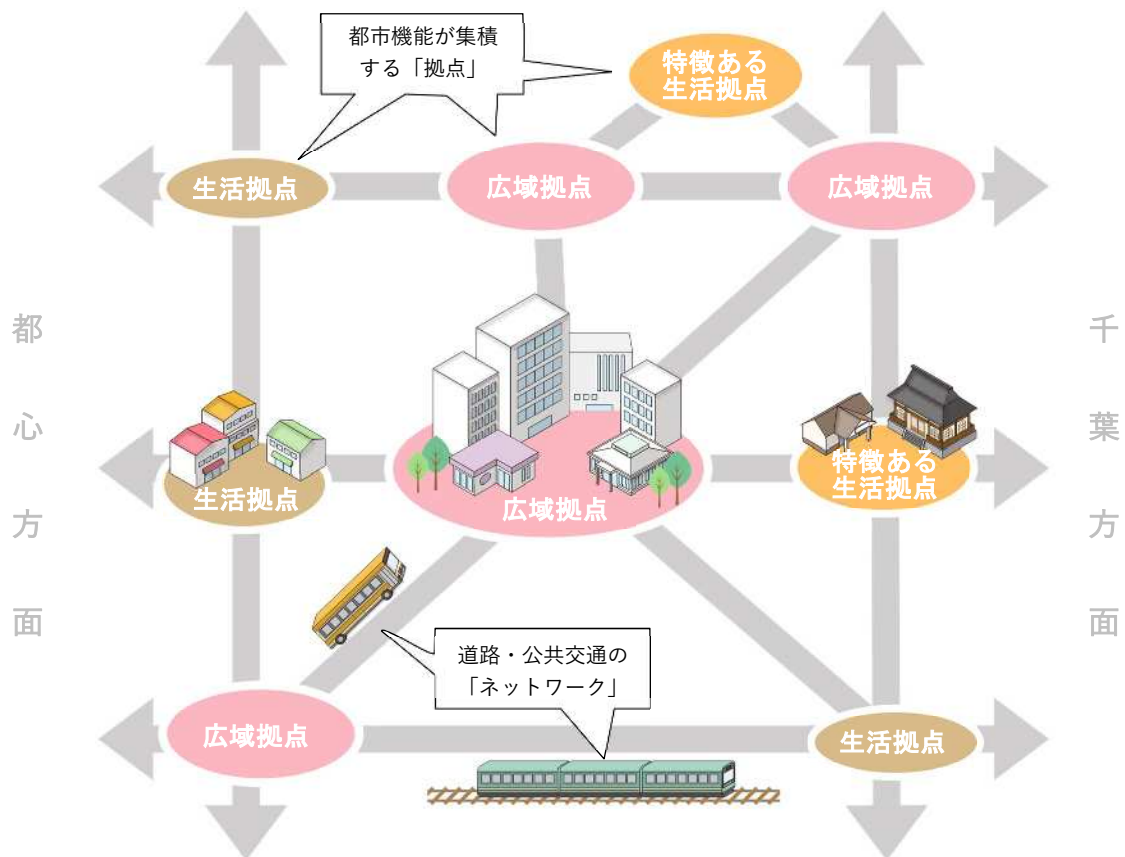 都市機能が集積
する「拠点」
特徴ある
生活拠点
生活拠点
広域拠点
広域拠点
都心方面
千葉方面
生活拠点
広域拠点
特徴ある
生活拠点
道路・公共交通の
「ネットワーク」
広域拠点
生活拠点